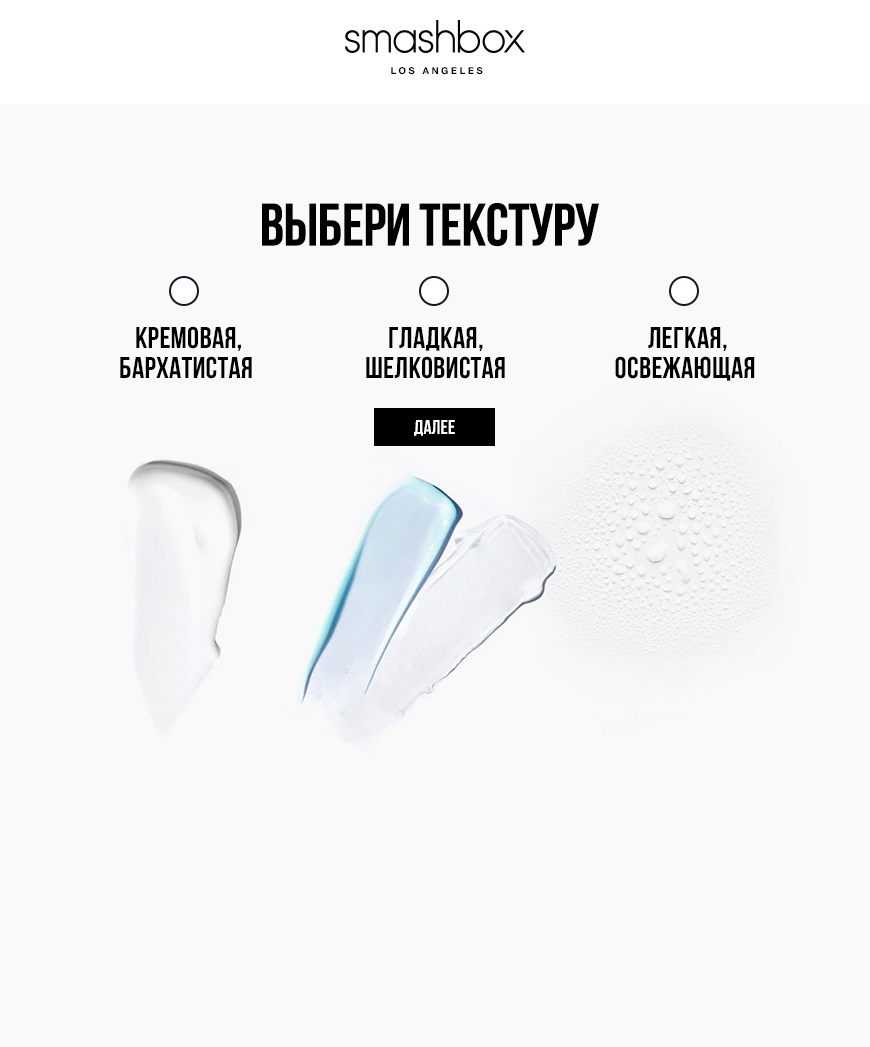 smashbox
LOS ANGELES
ВЫБЕРИ ТЕКСТУРУ
КРЕМОВАЯ,
БАРХАТИСТАЯ
ГЛАДКАЯ,
ШЕЛКОВИСТАЯ
ЛЕГКАЯ,
ОСВЕЖАЮЩАЯ
ДАЛЕЕ